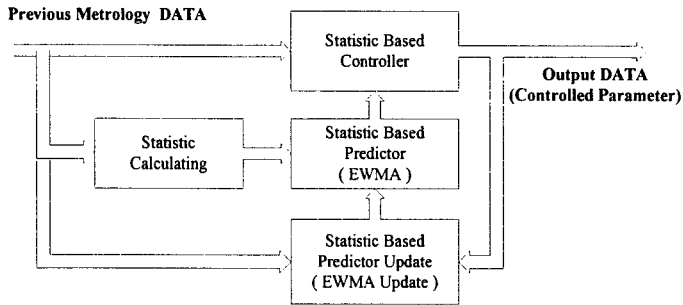 Previous Metrology DATA
Statistic Based
Controller
Output DATA
(Controlled Parameter)
Statistic
Calculating
Statistic Based
Predictor
( EWMA )
Statistic Based
Predictor Update
( EWMA Update )